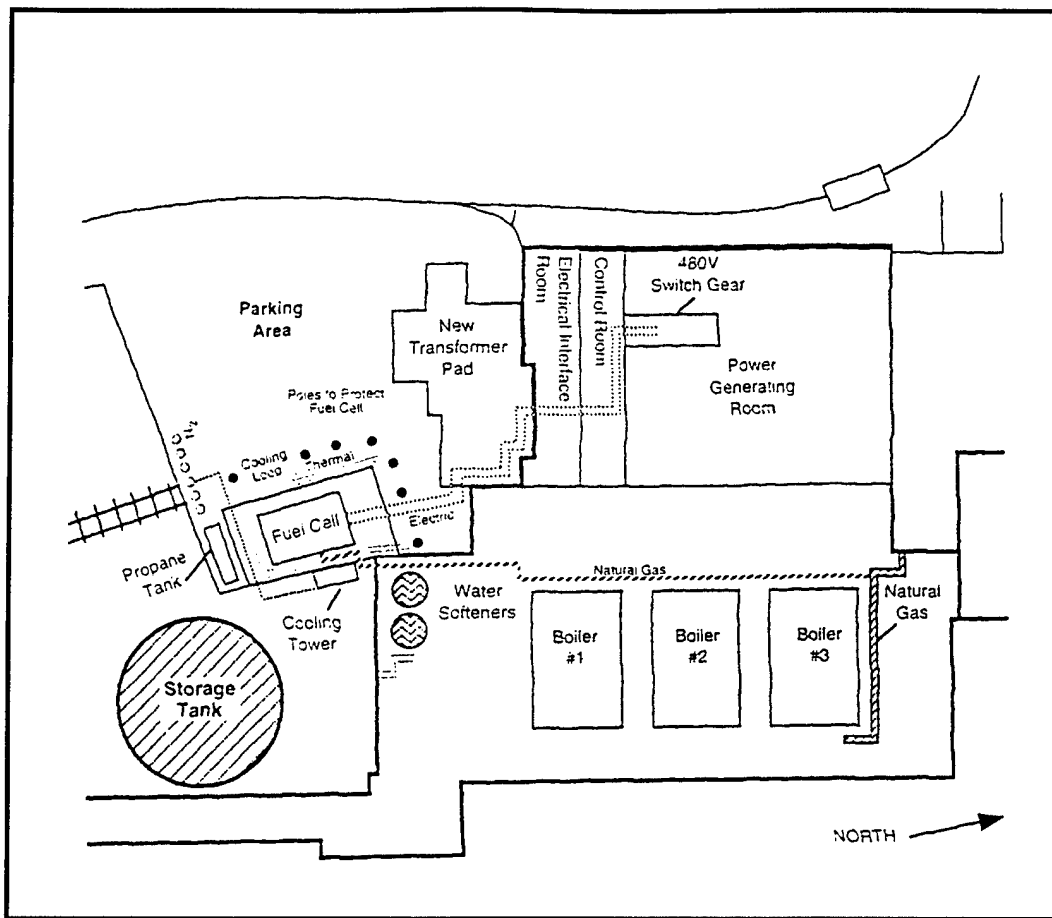 480V
Switch Gear
Electrical Interface
Room
Control Room
Parking
Area
New
Transformer
Pad
Power
Generating
Room
Poles to Protect
Fuel Cell
N2
Cooling
Loop
Thermal
Fuel Cell
Electric
Propane
Tank
Natural Gas
Cooling
Tower
Water
Softeners
Natural
Gas
Boiler
#1
Boiler
#2
Boiler
#3
Storage
Tank
NORTH